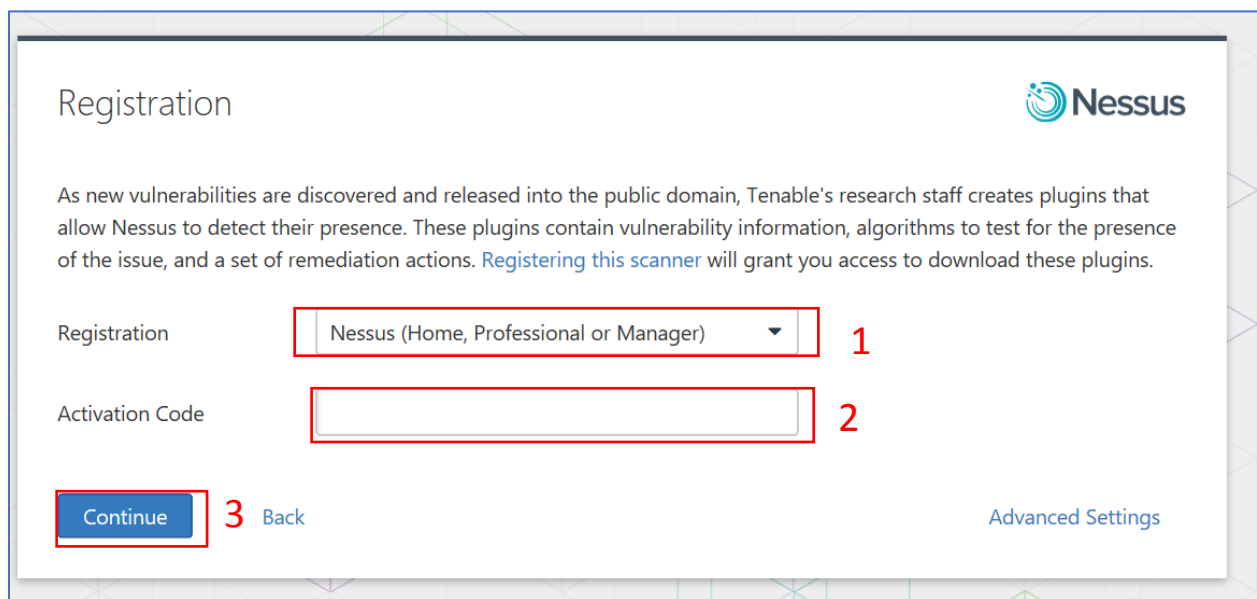 Registration
Nessus
As new vulnerabilities are discovered and released into the public domain, Tenable's research staff creates plugins that
allow Nessus to detect their presence. These plugins contain vulnerability information, algorithms to test for the presence
of the issue, and a set of remediation actions. Registering this scanner will grant you access to download these plugins.
Registration Nessus (Home, Professional or Manager) 1
Activation Code 2
Continue 3 Back Advanced Settings